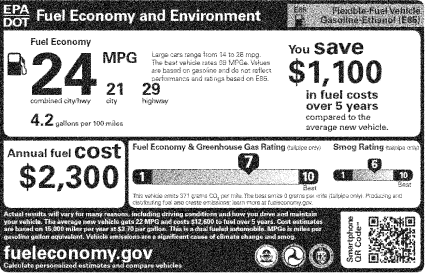 EPA
DOT
Fuel Economy and Environment
E85
Flexible-Fuel Vehicle
Gasoline-Ethanol (E85)
Fuel Economy
24
MPG
21
29
combined city/hwy
city
highway
4.2 gallons per 100 miles
Large cars range from 14 to 28 mpg.
The best vehicle rates 99 MPGe. Values
are based on gasoline and do not reflect
performance and ratings based on E85.
You save
$1,100
in fuel costs
over 5 years
compared to the
average new vehicle.
Annual fuel cost
$2,300
Fuel Economy & Greenhouse Gas Rating (tailpipe only)
7
1
10
Best
Smog Rating (tailpipe only)
6
1
10
Best
This vehicle emits 371 grams CO₂ per mile. The best emits 0 grams per mile (tailpipe only). Producing and
distributing fuel also create emissions; learn more at fueleconomy.gov.
Actual results will vary for many reasons, including driving conditions and how you drive and maintain
your vehicle. The average new vehicle gets 22 MPG and costs $12,600 to fuel over 5 years. Cost estimates
are based on 15,000 miles per year at $3.70 per gallon. This is a dual fueled automobile. MPGe is miles per
gasoline gallon equivalent. Vehicle emissions are a significant cause of climate change and smog.
fueleconomy.gov
Calculate personalized estimates and compare vehicles
Smartphone
QR Code™